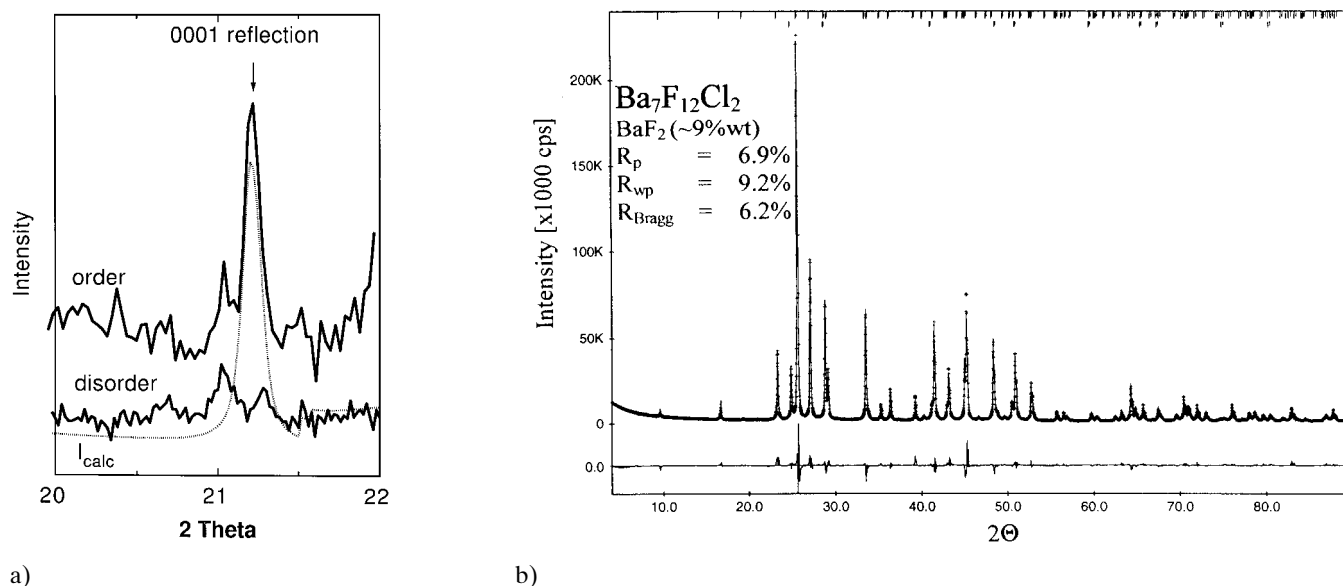 0001 reflection
order
disorder
I_calc
Intensity
20
21
22
2 Theta
a)
200K
150K
100K
50K
0
0.0
Ba₇F₁₂Cl₂
BaF₂ (~9%wt)
Rₚ = 6.9%
R_wp = 9.2%
R_Bragg = 6.2%
Intensity [x1000 cps]
10.0 20.0 30.0 40.0 50.0 60.0 70.0 80.0
2Θ
b)